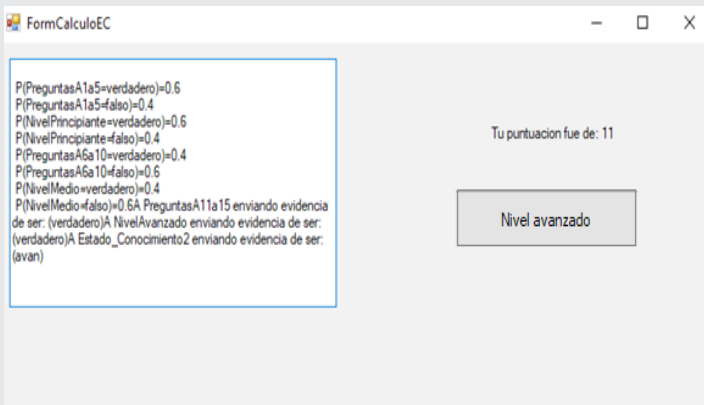 FormCalculoEC
P(PreguntasA1a5=verdadero)=0.6
P(PreguntasA1a5=falso)=0.4
P(NivelPrincipiante=verdadero)=0.6
P(NivelPrincipiante=falso)=0.4
P(PreguntasA6a10=verdadero)=0.4
P(PreguntasA6a10=falso)=0.6
P(NivelMedio=verdadero)=0.4
P(NivelMedio=falso)=0.6A PreguntasA11a15 enviando evidencia
de ser: (verdadero)A NivelAvanzado enviando evidencia de ser:
(verdadero)A Estado_Conocimiento2 enviando evidencia de ser:
(avan)
Tu puntuacion fue de: 11
Nivel avanzado